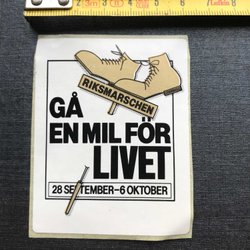 RIKSMARSCHEN
GÅ
EN MIL FÖR
LIVET
28 SEPTEMBER–6 OKTOBER